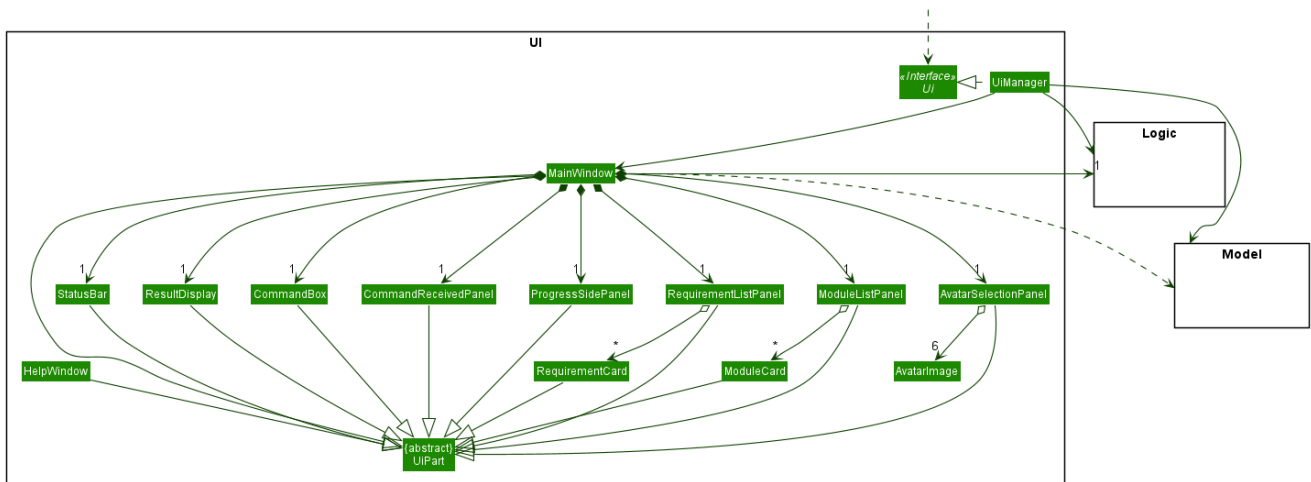 UI
«Interface»
Ui
UiManager
Logic
MainWindow
1
Model
1
1
1
1
1
1
1
1
StatusBar
ResultDisplay
CommandBox
CommandReceivedPanel
ProgressSidePanel
RequirementListPanel
ModuleListPanel
AvatarSelectionPanel
*
*
6
HelpWindow
RequirementCard
ModuleCard
AvatarImage
{abstract}
UiPart